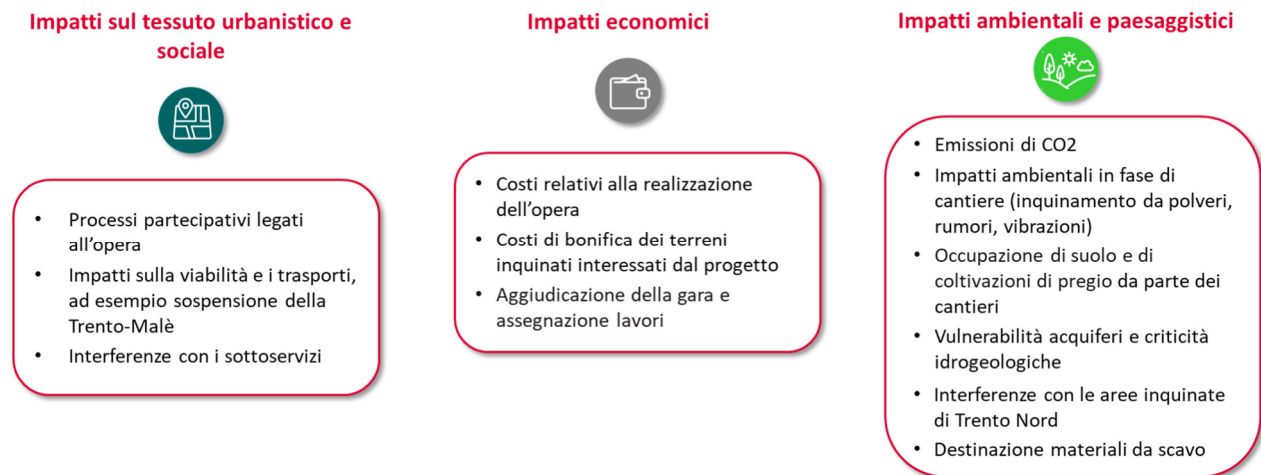 Impatti sul tessuto urbanistico e
sociale
• Processi partecipativi legati
all'opera
• Impatti sulla viabilità e i trasporti,
ad esempio sospensione della
Trento-Malè
• Interferenze con i sottoservizi
Impatti economici
• Costi relativi alla realizzazione
dell'opera
• Costi di bonifica dei terreni
inquinati interessati dal progetto
• Aggiudicazione della gara e
assegnazione lavori
Impatti ambientali e paesaggistici
• Emissioni di CO2
• Impatti ambientali in fase di
cantiere (inquinamento da polveri,
rumori, vibrazioni)
• Occupazione di suolo e di
coltivazioni di pregio da parte dei
cantieri
• Vulnerabilità acquiferi e criticità
idrogeologiche
• Interferenze con le aree inquinate
di Trento Nord
• Destinazione materiali da scavo